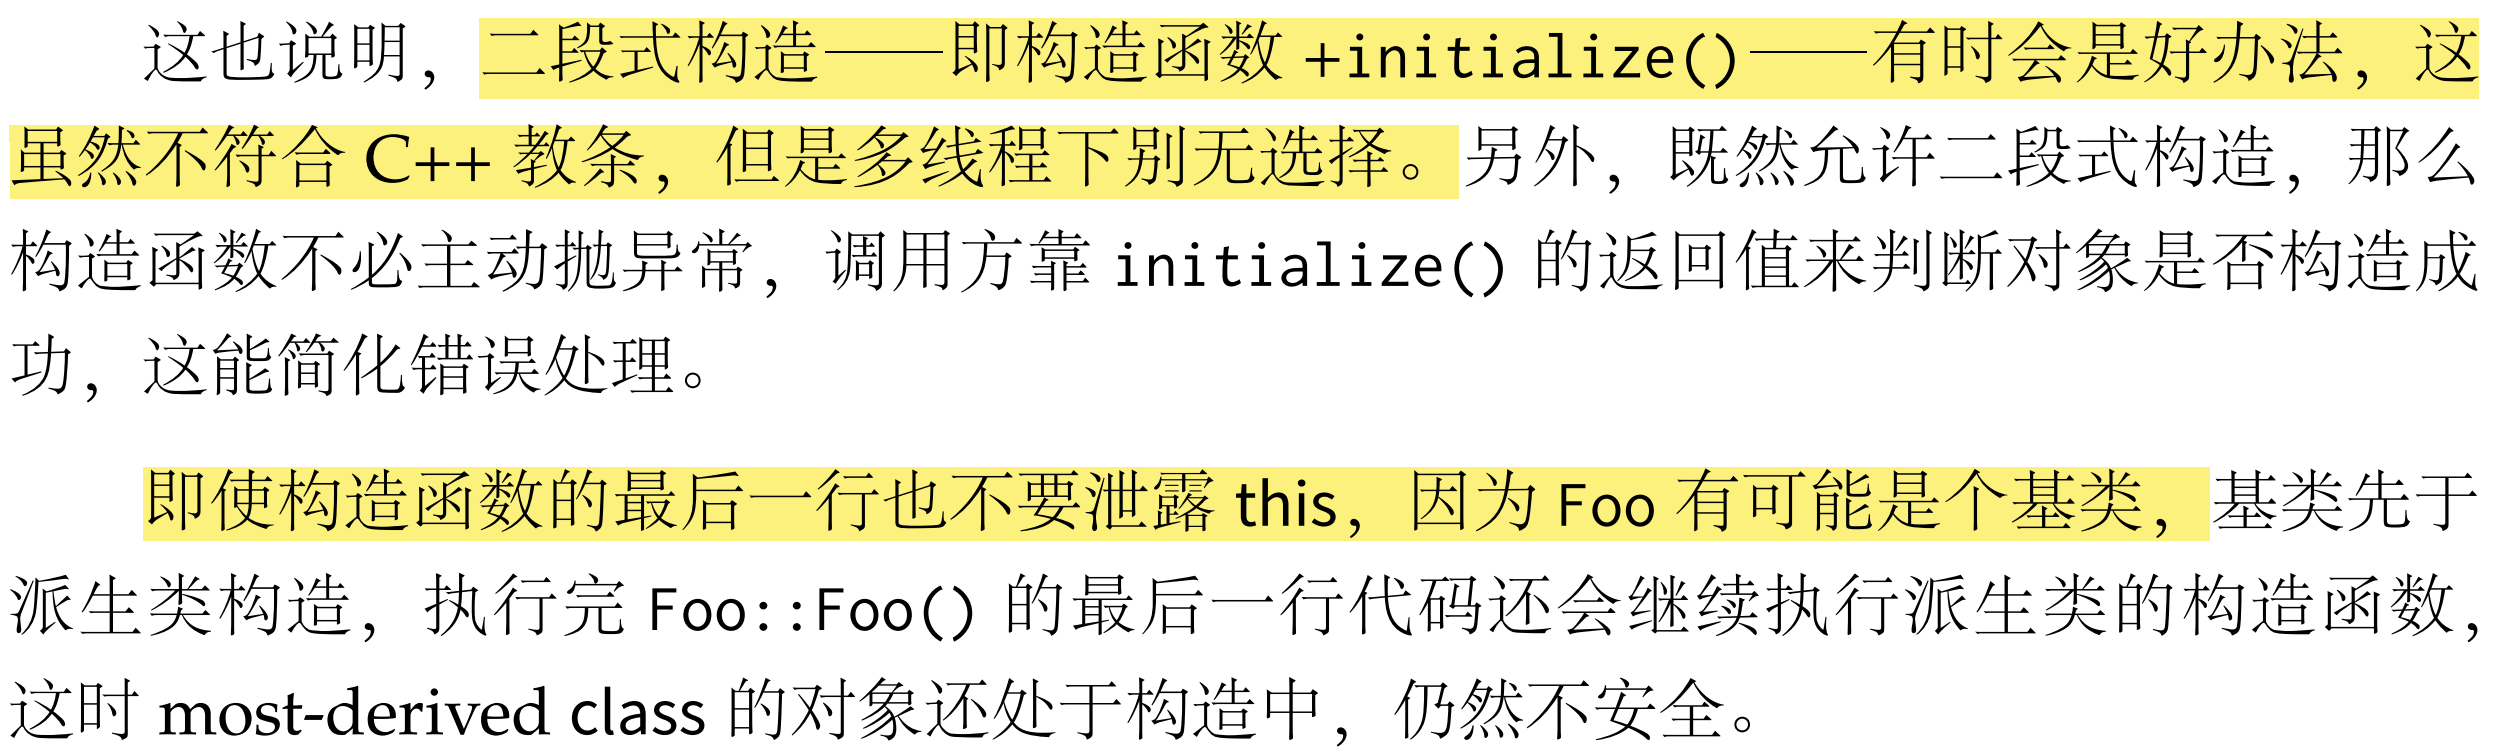 这也说明，二段式构造——即构造函数 +initialize() ——有时会是好办法，这
虽然不符合 C++ 教条，但是多线程下别无选择。另外，既然允许二段式构造，那么
构造函数不必主动抛异常，调用方靠 initialize() 的返回值来判断对象是否构造成
功，这能简化错误处理。
即使构造函数的最后一行也不要泄露 this，因为 Foo 有可能是个基类，基类先于
派生类构造，执行完 Foo::Foo() 的最后一行代码还会继续执行派生类的构造函数，
这时 most-derived class 的对象还处于构造中，仍然不安全。